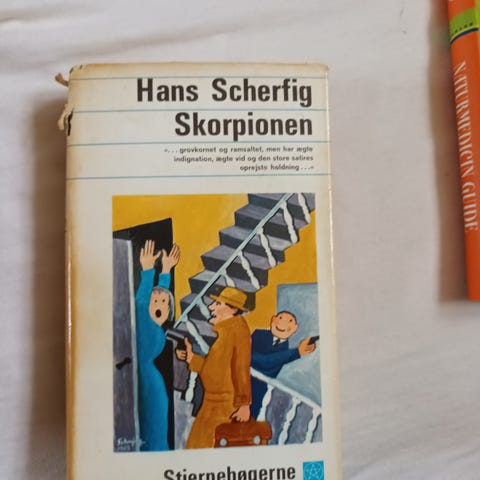 Hans Scherfig
Skorpionen
»... grovkornet og ramsaltet, men har ægte
indignation, ægte vid og den store satires
oprejste holdning...«
Stjernebøgerne
NATURMEDICIN GUIDE